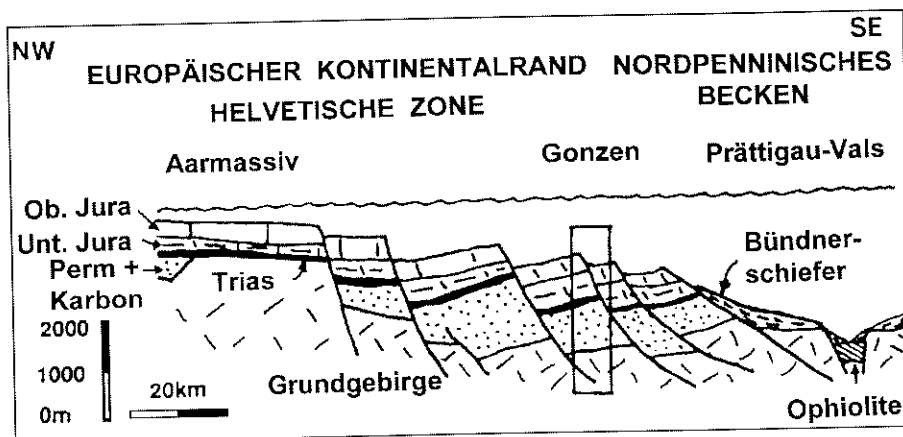 NW
SE
EUROPÄISCHER KONTINENTALRAND
HELVETISCHE ZONE
NORDPENNINISCHES
BECKEN
Aarmassiv
Gonzen
Prättigau-Vals
Ob. Jura
Unt. Jura
Perm +
Karbon
Trias
Bündner-
schiefer
2000
1000
0m
20km
Grundgebirge
Ophiolite